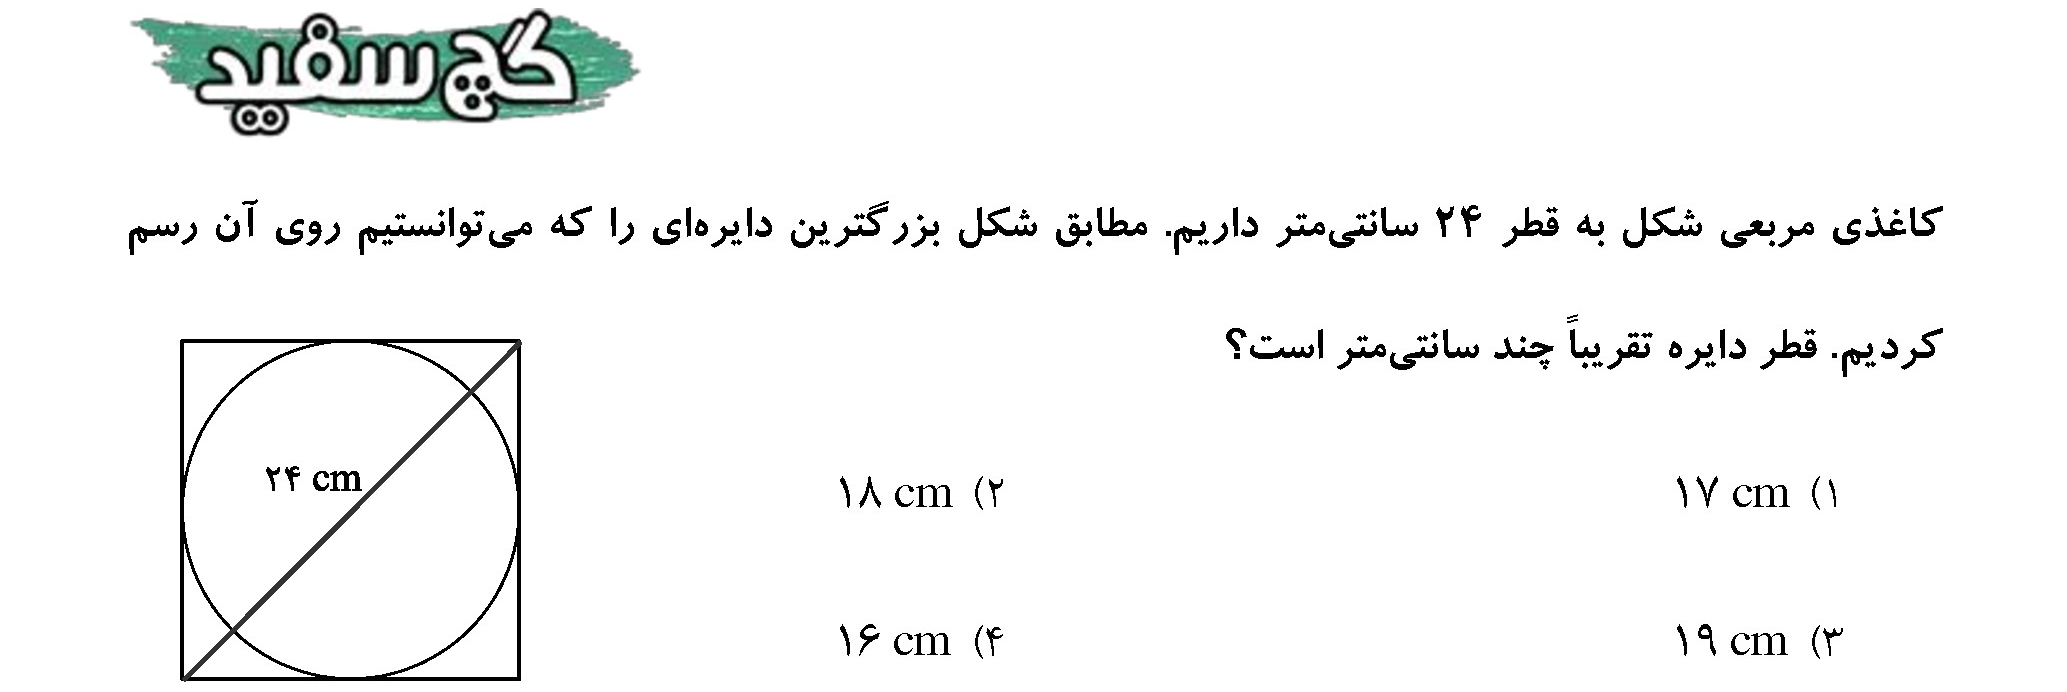 گچ سفید
کاغذی مربعی شکل به قطر ۲۴ سانتی‌متر داریم. مطابق شکل بزرگترین دایره‌ای را که می‌توانستیم روی آن رسم
کردیم. قطر دایره تقریباً چند سانتی‌متر است؟
۲۴ cm
۱) ۱۷ cm
۲) ۱۸ cm
۳) ۱۹ cm
۴) ۱۶ cm